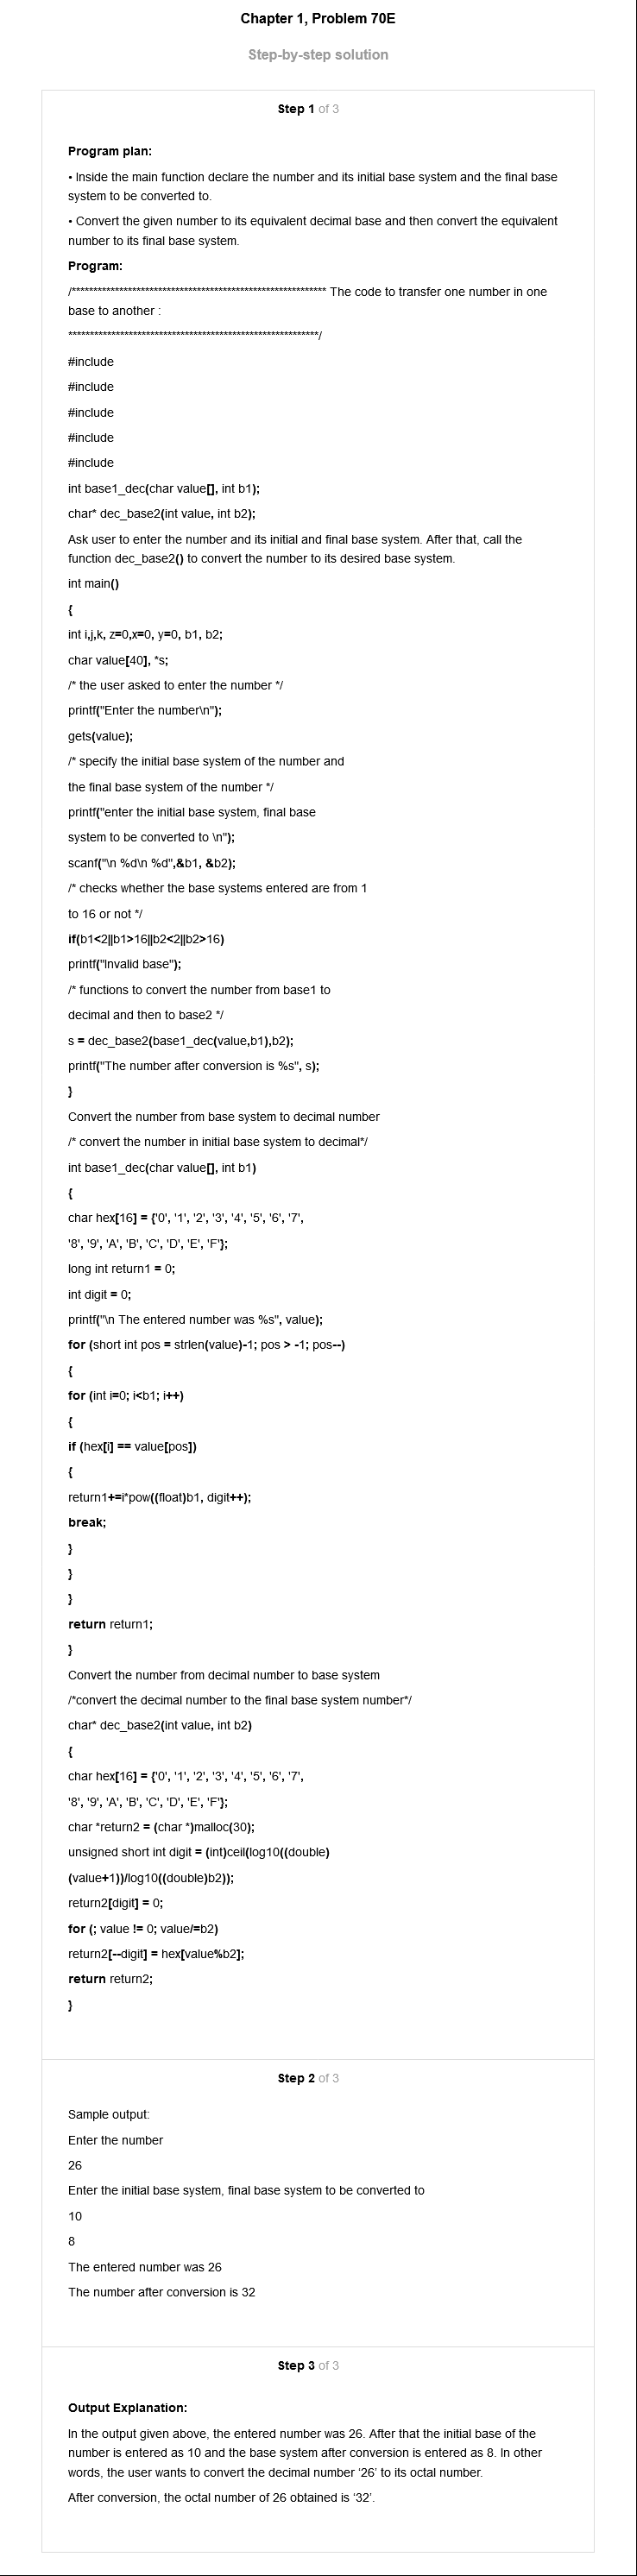 Chapter 1, Problem 70E
Step-by-step solution
Step 1 of 3
Program plan:
• Inside the main function declare the number and its initial base system and the final base
system to be converted to.
• Convert the given number to its equivalent decimal base and then convert the equivalent
number to its final base system.
Program:
/*********************************************************** The code to transfer one number in one
base to another :
**********************************************************/
#include
#include
#include
#include
#include
int base1_dec(char value[], int b1);
char* dec_base2(int value, int b2);
Ask user to enter the number and its initial and final base system. After that, call the
function dec_base2() to convert the number to its desired base system.
int main()
{
int i,j,k, z=0,x=0, y=0, b1, b2;
char value[40], *s;
/* the user asked to enter the number */
printf("Enter the number\n");
gets(value);
/* specify the initial base system of the number and
the final base system of the number */
printf("enter the initial base system, final base
system to be converted to \n");
scanf("\n %d\n %d",&b1, &b2);
/* checks whether the base systems entered are from 1
to 16 or not */
if(b1<2||b1>16||b2<2||b2>16)
printf("Invalid base");
/* functions to convert the number from base1 to
decimal and then to base2 */
s = dec_base2(base1_dec(value,b1),b2);
printf("The number after conversion is %s", s);
}
Convert the number from base system to decimal number
/* convert the number in initial base system to decimal*/
int base1_dec(char value[], int b1)
{
char hex[16] = {'0', '1', '2', '3', '4', '5', '6', '7',
'8', '9', 'A', 'B', 'C', 'D', 'E', 'F'};
long int return1 = 0;
int digit = 0;
printf("\n The entered number was %s", value);
for (short int pos = strlen(value)-1; pos > -1; pos--)
{
for (int i=0; i<b1; i++)
{
if (hex[i] == value[pos])
{
return1+=i*pow((float)b1, digit++);
break;
}
}
}
return return1;
}
Convert the number from decimal number to base system
/*convert the decimal number to the final base system number*/
char* dec_base2(int value, int b2)
{
char hex[16] = {'0', '1', '2', '3', '4', '5', '6', '7',
'8', '9', 'A', 'B', 'C', 'D', 'E', 'F'};
char *return2 = (char *)malloc(30);
unsigned short int digit = (int)ceil(log10((double)
(value+1))/log10((double)b2));
return2[digit] = 0;
for (; value != 0; value/=b2)
return2[--digit] = hex[value%b2];
return return2;
}
Step 2 of 3
Sample output:
Enter the number
26
Enter the initial base system, final base system to be converted to
10
8
The entered number was 26
The number after conversion is 32
Step 3 of 3
Output Explanation:
In the output given above, the entered number was 26. After that the initial base of the
number is entered as 10 and the base system after conversion is entered as 8. In other
words, the user wants to convert the decimal number ‘26’ to its octal number.
After conversion, the octal number of 26 obtained is ‘32’.